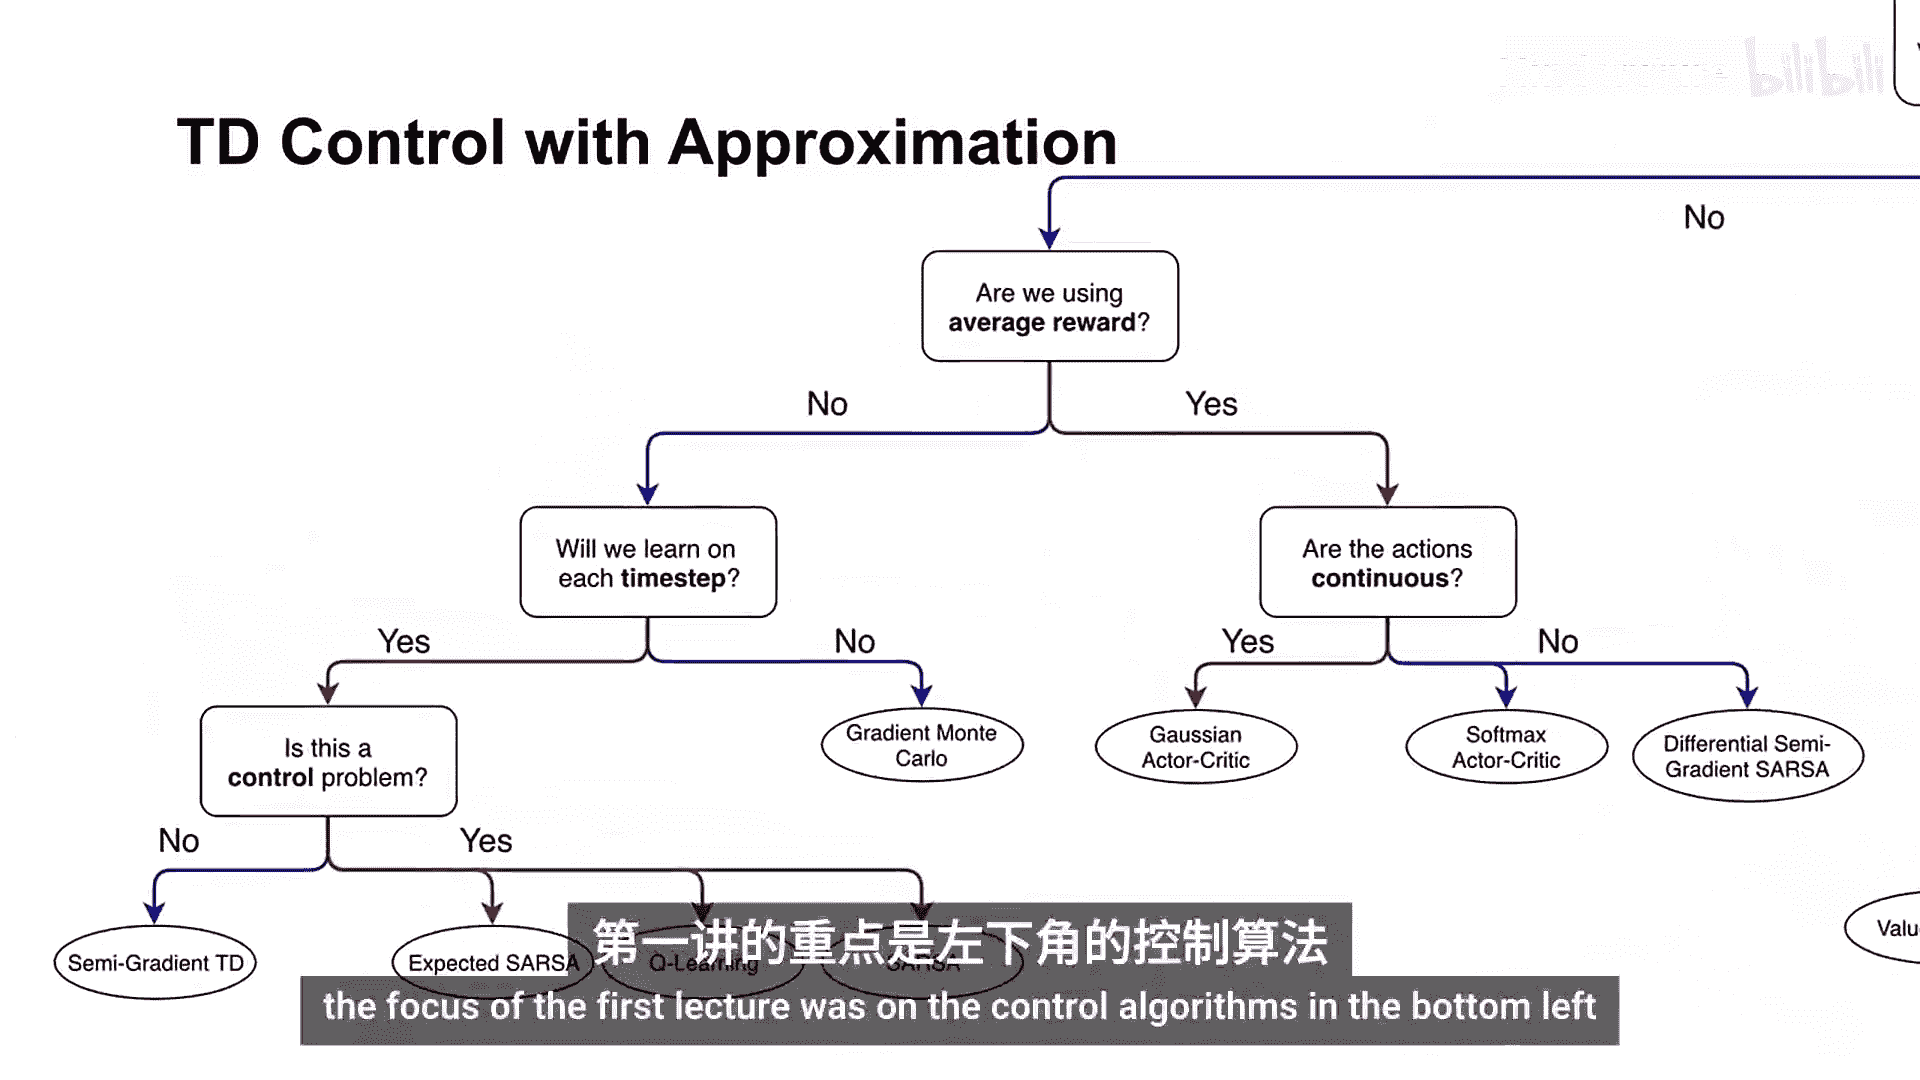 bilibili
TD Control with Approximation
No
Are we using
average reward?
No
Yes
Will we learn on
each timestep?
Are the actions
continuous?
Yes
No
Yes
No
Is this a
control problem?
Gradient Monte
Carlo
Gaussian
Actor-Critic
Softmax
Actor-Critic
Differential Semi-
Gradient SARSA
No
Yes
Semi-Gradient TD
Expected SARSA
Q-Learning
SARSA
Valu
第一讲的重点是左下角的控制算法
the focus of the first lecture was on the control algorithms in the bottom left